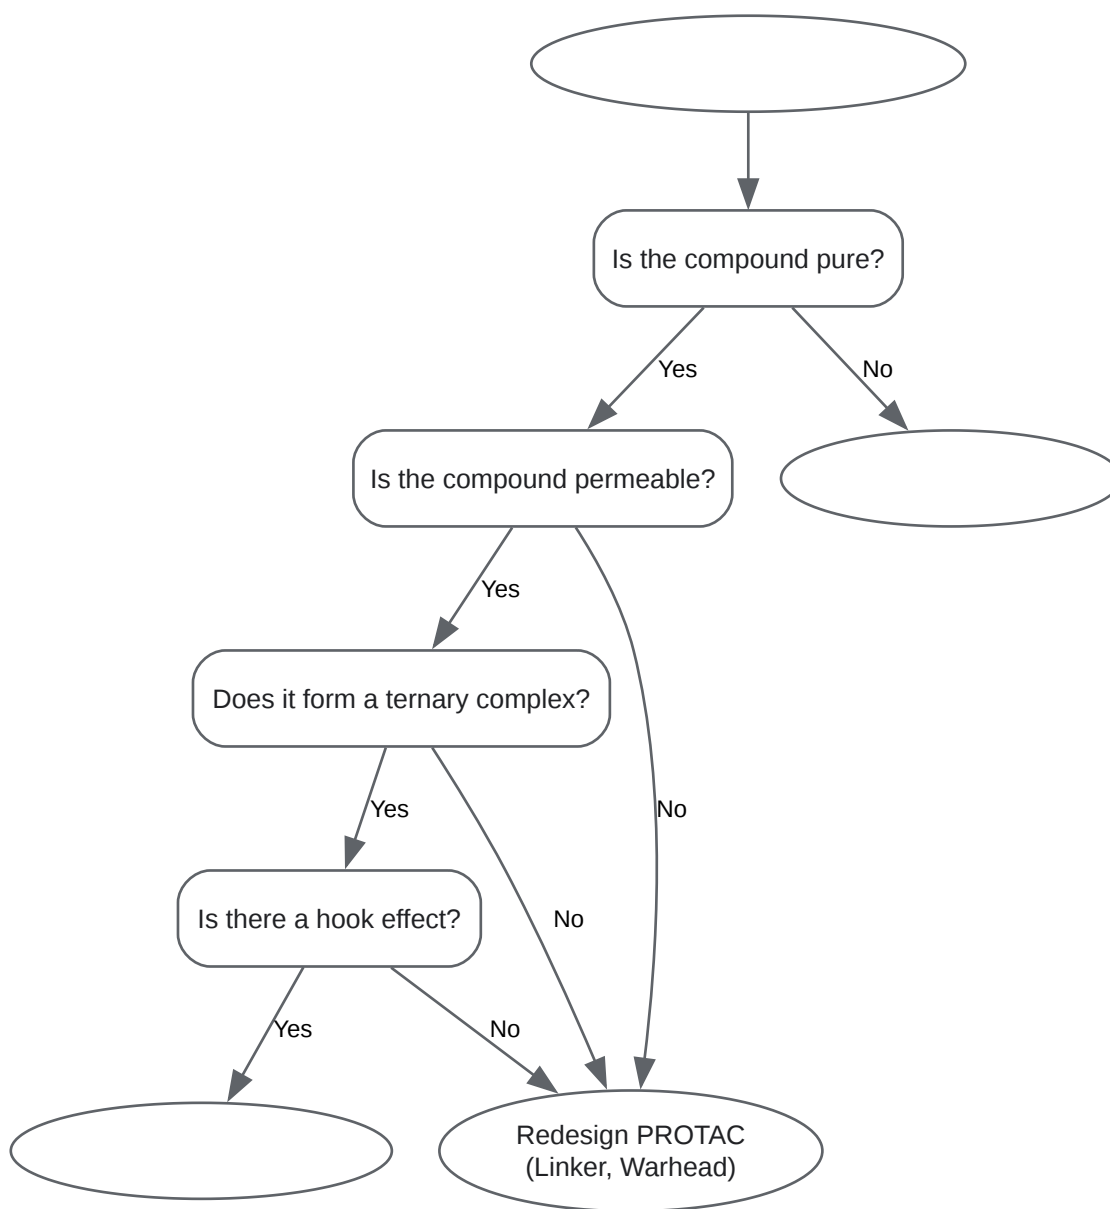 Is the compound pure?
Yes
No
Is the compound permeable?
Yes
Does it form a ternary complex?
Yes
No
Is there a hook effect?
No
Yes
No
Redesign PROTAC
(Linker, Warhead)